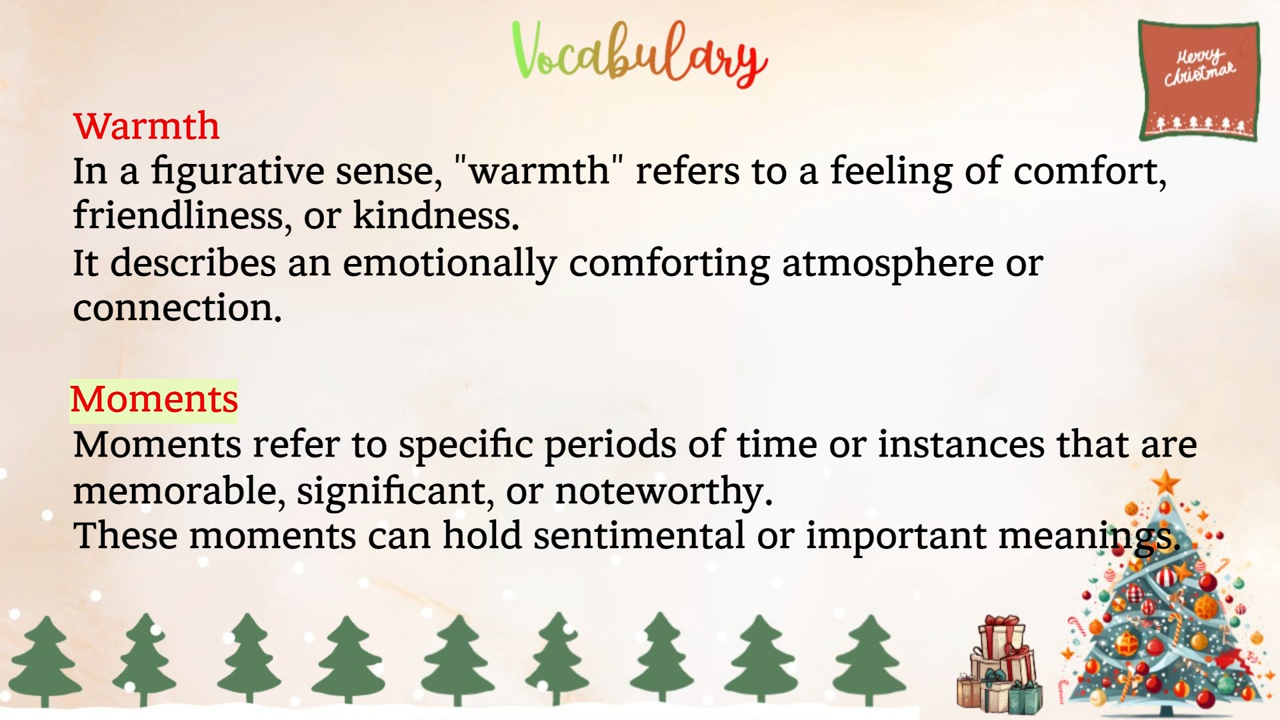 Vocabulary
Merry
Christmas
Warmth
In a figurative sense, "warmth" refers to a feeling of comfort,
friendliness, or kindness.
It describes an emotionally comforting atmosphere or
connection.
Moments
Moments refer to specific periods of time or instances that are
memorable, significant, or noteworthy.
These moments can hold sentimental or important meanings.